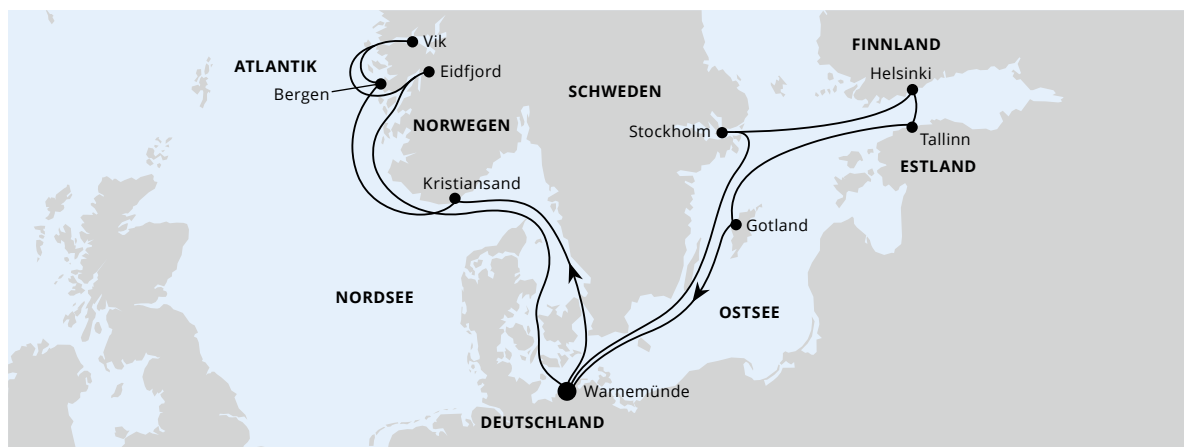 Vik
FINNLAND
ATLANTIK
Eidfjord
Helsinki
Bergen
SCHWEDEN
NORWEGEN
Stockholm
Tallinn
ESTLAND
Kristiansand
Gotland
NORDSEE
OSTSEE
Warnemünde
DEUTSCHLAND